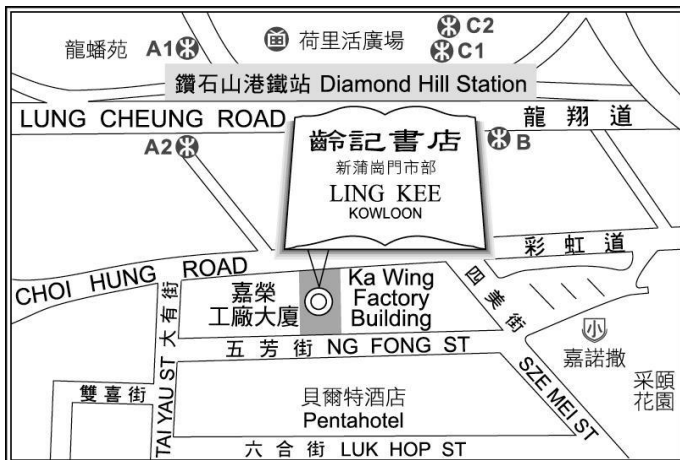 龍蟠苑
A1
荷里活廣場
C2
C1
鑽石山港鐵站 Diamond Hill Station
LUNG CHEUNG ROAD
龍翔道
A2
B
齡記書店
新蒲崗門市部
LING KEE
KOWLOON
彩虹道
CHOI HUNG ROAD
嘉榮
工廠大廈
Ka Wing
Factory
Building
四美街
SZE MEI ST
大有街
TAI YAU ST
五芳街 NG FONG ST
小
嘉諾撒
采頤
花園
雙喜街
貝爾特酒店
Pentahotel
六合街 LUK HOP ST